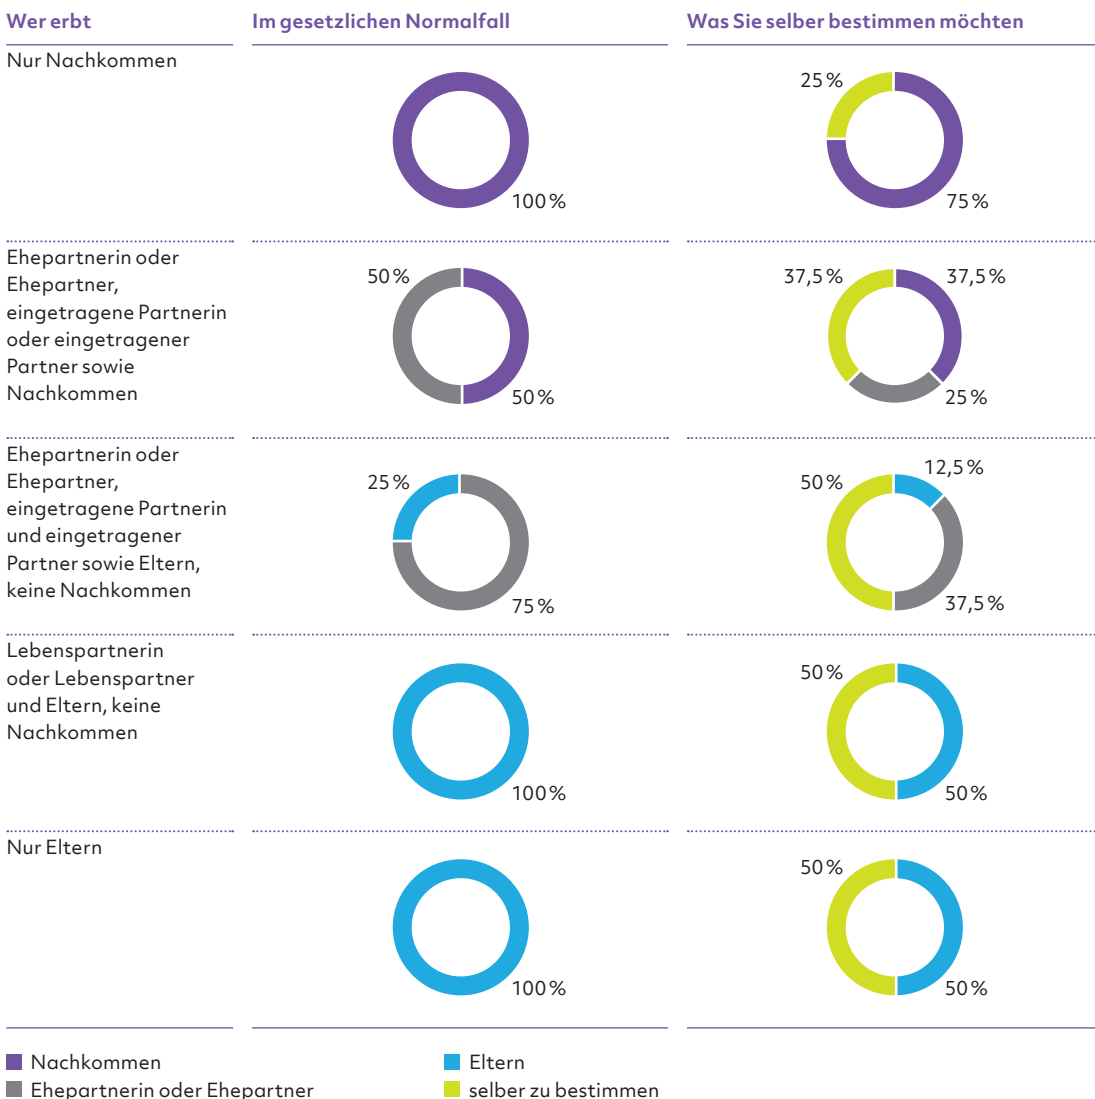 Wer erbt
Im gesetzlichen Normalfall
Was Sie selber bestimmen möchten
Nur Nachkommen
100 %
25 %
75 %
Ehepartnerin oder
Ehepartner,
eingetragene Partnerin
oder eingetragener
Partner sowie
Nachkommen
50 %
50 %
37,5 %
37,5 %
25 %
Ehepartnerin oder
Ehepartner,
eingetragene Partnerin
und eingetragener
Partner sowie Eltern,
keine Nachkommen
25 %
75 %
50 %
12,5 %
37,5 %
Lebenspartnerin
oder Lebenspartner
und Eltern, keine
Nachkommen
100 %
50 %
50 %
Nur Eltern
100 %
50 %
50 %
Nachkommen
Eltern
Ehepartnerin oder Ehepartner
selber zu bestimmen